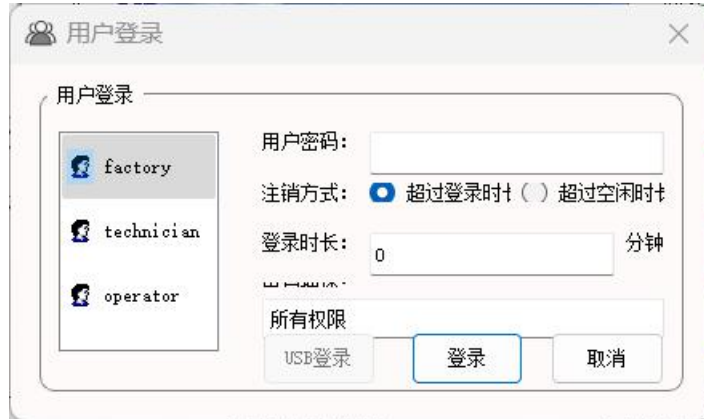 用户登录
用户登录
factory
technician
operator
用户密码：
注销方式： 超过登录时 超过空闲时
登录时长： 0 分钟
所有权限
USB登录 登录 取消